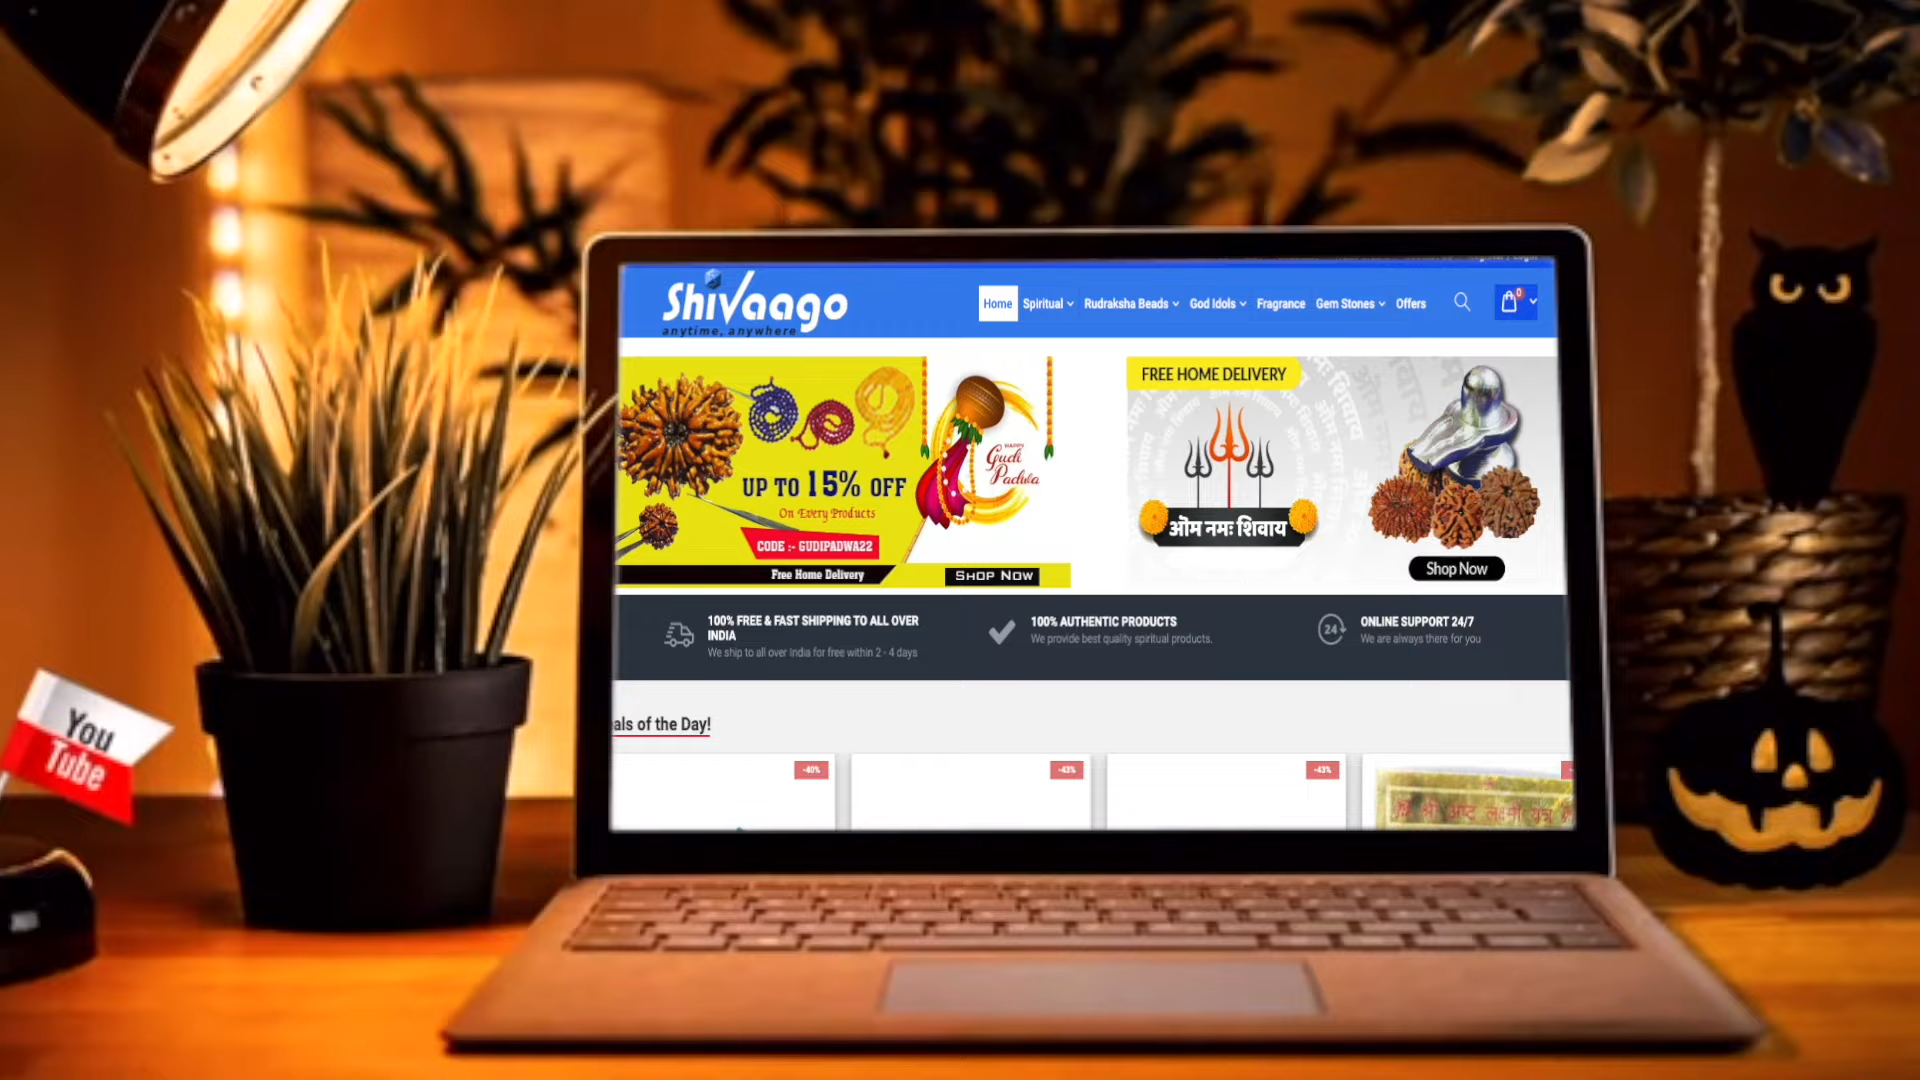 Shivaago
anytime, anywhere
Home Spiritual Rudraksha Beads God Idols Fragrance Gem Stones Offers
0
UP TO 15% OFF
On Every Products
CODE :- GUDIPADWA22
Free Home Delivery
SHOP NOW
HAPPY
Gudi
Padwa
FREE HOME DELIVERY
ॐम नमः शिवाय
Shop Now
100% FREE & FAST SHIPPING TO ALL OVER
INDIA
We ship to all over India for free within 2 - 4 days
100% AUTHENTIC PRODUCTS
We provide best quality spiritual products.
24
ONLINE SUPPORT 24/7
We are always there for you
als of the Day!
-40%
-43%
-43%
You
Tube